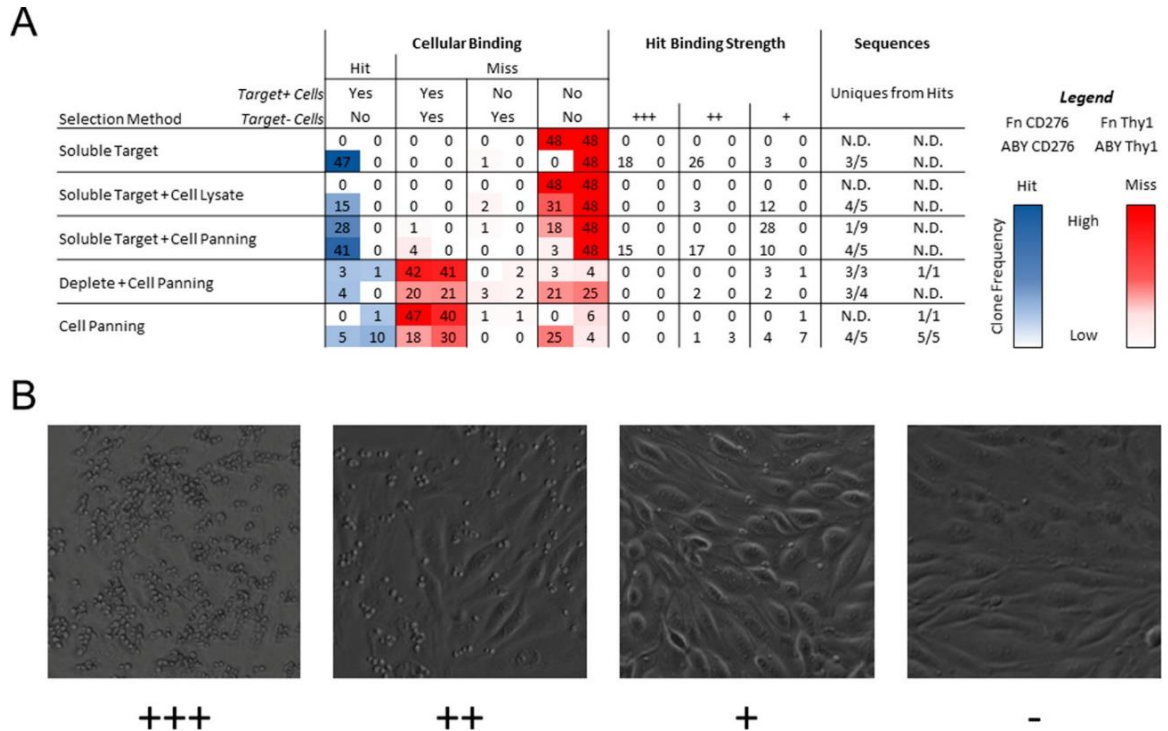 A
Cellular Binding Hit Binding Strength Sequences
Hit Miss
Target+ Cells Yes Yes No No Uniques from Hits Legend
Selection Method Target- Cells No Yes Yes No +++ ++ + Fn CD276 Fn Thy1
ABY CD276 ABY Thy1
0 0 0 0 0 0 48 48 0 0 0 0 0 0 N.D. N.D.
Soluble Target
47 0 0 0 1 0 0 48 18 0 26 0 3 0 3/5 N.D.
0 0 0 0 0 0 48 48 0 0 0 0 0 0 N.D. N.D.
Soluble Target + Cell Lysate
15 0 0 0 2 0 31 48 0 0 3 0 12 0 4/5 N.D.
28 0 1 0 1 0 18 48 0 0 0 0 28 0 1/9 N.D.
Soluble Target + Cell Panning
41 0 4 0 0 0 3 48 15 0 17 0 10 0 4/5 N.D.
3 1 42 41 0 2 3 4 0 0 0 0 3 1 3/3 1/1
Deplete + Cell Panning
4 0 20 21 3 2 21 25 0 0 2 0 2 0 3/4 N.D.
0 1 47 40 1 1 0 6 0 0 0 0 0 1 N.D. 1/1
Cell Panning
5 10 18 30 0 0 25 4 0 0 1 3 4 7 4/5 5/5
Hit Miss
Clone Frequency
High
Low
B
+++ ++ + -